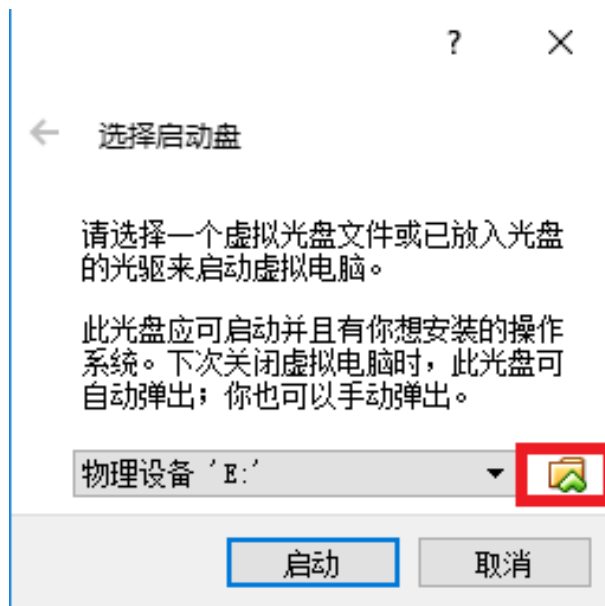 ?
选择启动盘
请选择一个虚拟光盘文件或已放入光盘
的光驱来启动虚拟电脑。
此光盘应可启动并且有你想安装的操作
系统。下次关闭虚拟电脑时，此光盘可
自动弹出；你也可以手动弹出。
物理设备 'E:'
启动 取消